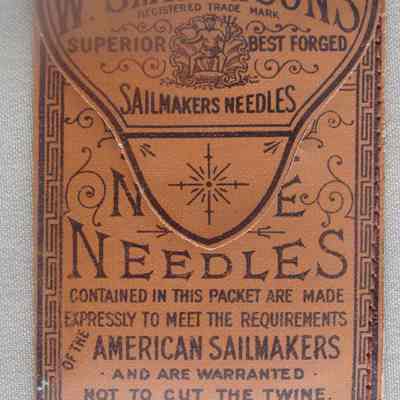 REGISTERED TRADE MARK
SUPERIOR BEST FORGED
SAILMAKERS NEEDLES
NEEDLES
CONTAINED IN THIS PACKET ARE MADE
EXPRESSLY TO MEET THE REQUIREMENTS
OF THE AMERICAN SAILMAKERS
· AND ARE WARRANTED ·
NOT TO CUT THE TWINE.